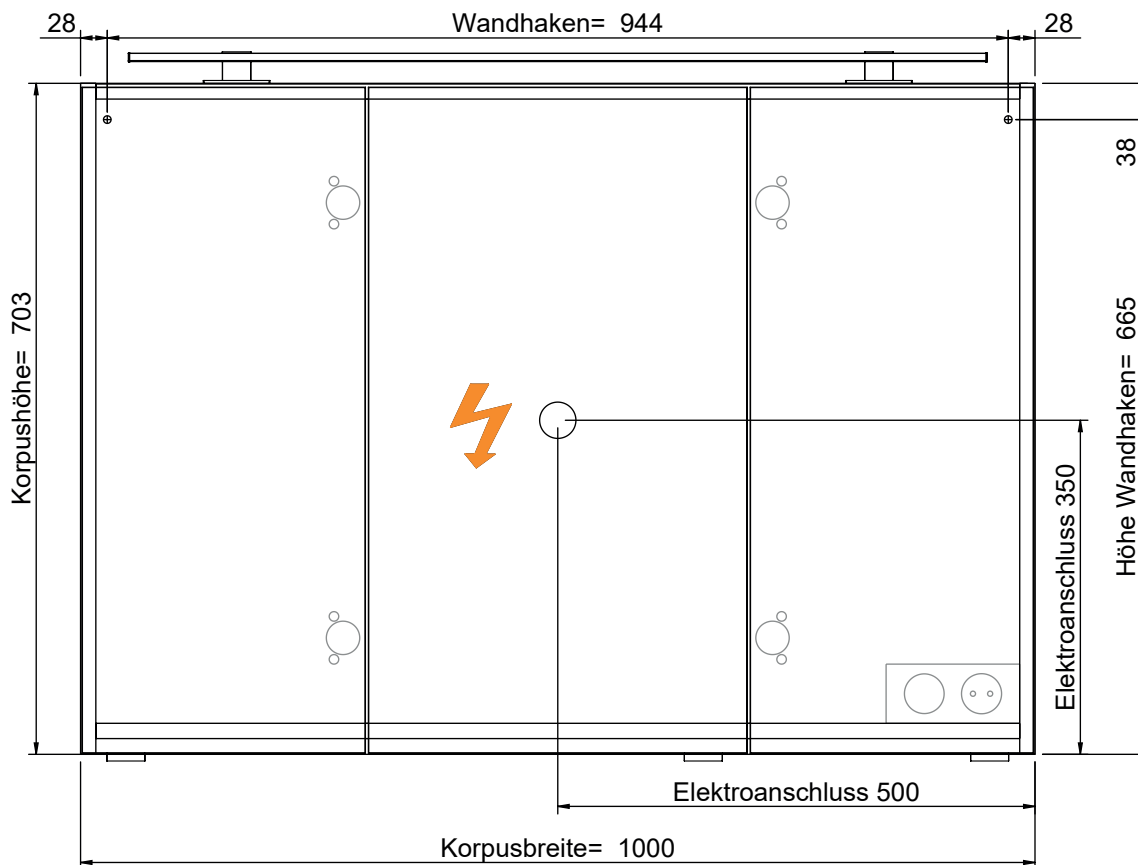 28
Wandhaken= 944
28
38
Korpushöhe= 703
Höhe Wandhaken= 665
Elektroanschluss 350
Elektroanschluss 500
Korpusbreite= 1000